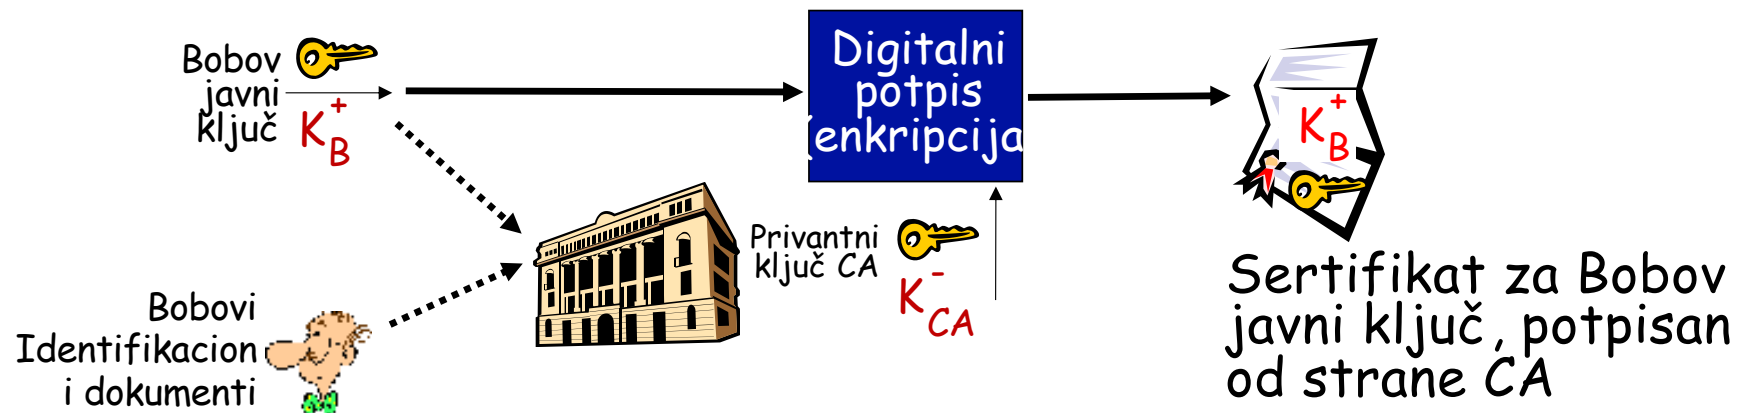 Bobov
javni
ključ
K+B
Digitalni
potpis
(enkripcija
K+B
Privantni
ključ CA
K-CA
Bobovi
Identifikacion
i dokumenti
Sertifikat za Bobov
javni ključ, potpisan
od strane CA